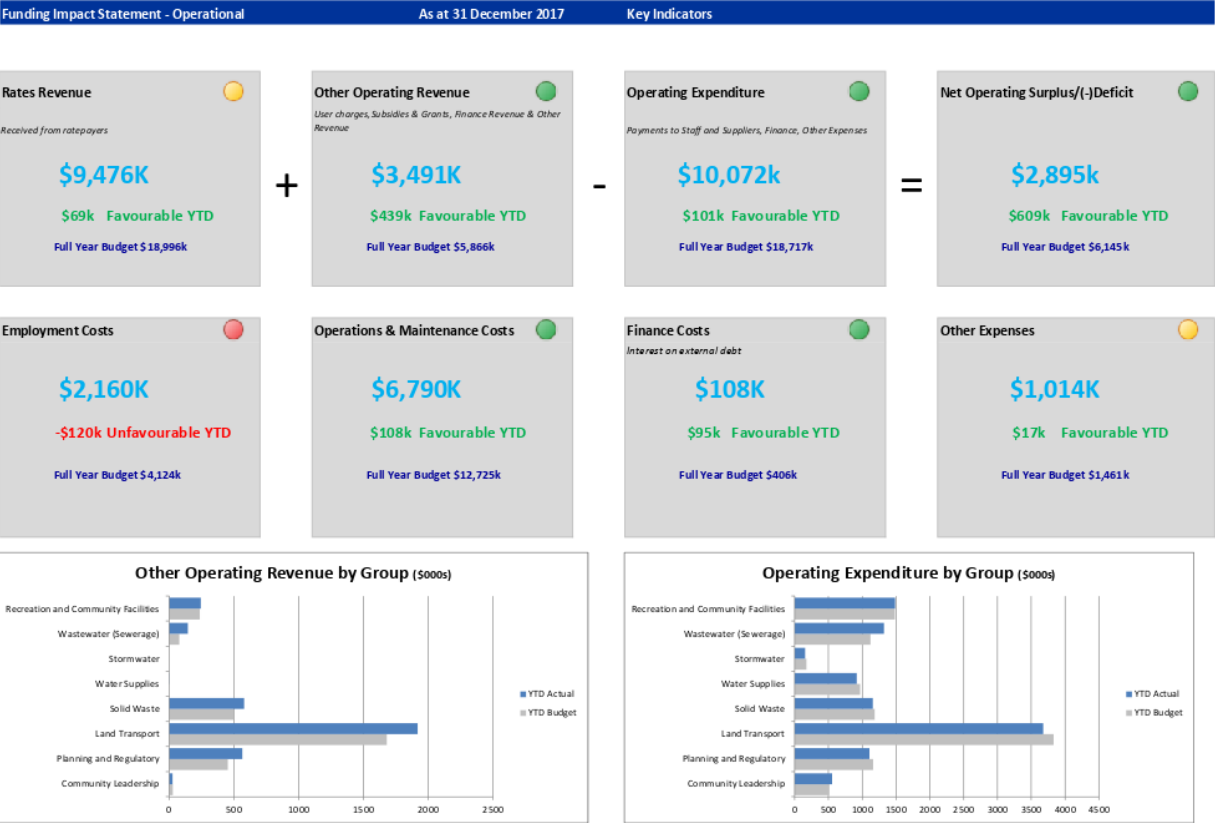 Funding Impact Statement - Operational As at 31 December 2017 Key Indicators
Rates Revenue
Received from ratepayers
$9,476K
$69k Favourable YTD
Full Year Budget $18,996k
+
Other Operating Revenue
User charges, Subsidies & Grants, Finance Revenue & Other
Revenue
$3,491K
$439k Favourable YTD
Full Year Budget $5,866k
-
Operating Expenditure
Payments to Staff and Suppliers, Finance, Other Expenses
$10,072k
$101k Favourable YTD
Full Year Budget $18,717k
=
Net Operating Surplus/(-)Deficit
$2,895k
$609k Favourable YTD
Full Year Budget $6,145k
Employment Costs
$2,160K
-$120k Unfavourable YTD
Full Year Budget $4,124k
Operations & Maintenance Costs
$6,790K
$108k Favourable YTD
Full Year Budget $12,725k
Finance Costs
Interest on external debt
$108K
$95k Favourable YTD
Full Year Budget $406k
Other Expenses
$1,014K
$17k Favourable YTD
Full Year Budget $1,461k
Other Operating Revenue by Group ($000s)
Recreation and Community Facilities
Wastewater (Sewerage)
Stormwater
Water Supplies
Solid Waste
Land Transport
Planning and Regulatory
Community Leadership
0 500 1000 1500 2000 2500
YTD Actual
YTD Budget
Operating Expenditure by Group ($000s)
Recreation and Community Facilities
Wastewater (Sewerage)
Stormwater
Water Supplies
Solid Waste
Land Transport
Planning and Regulatory
Community Leadership
0 500 1000 1500 2000 2500 3000 3500 4000 4500
YTD Actual
YTD Budget